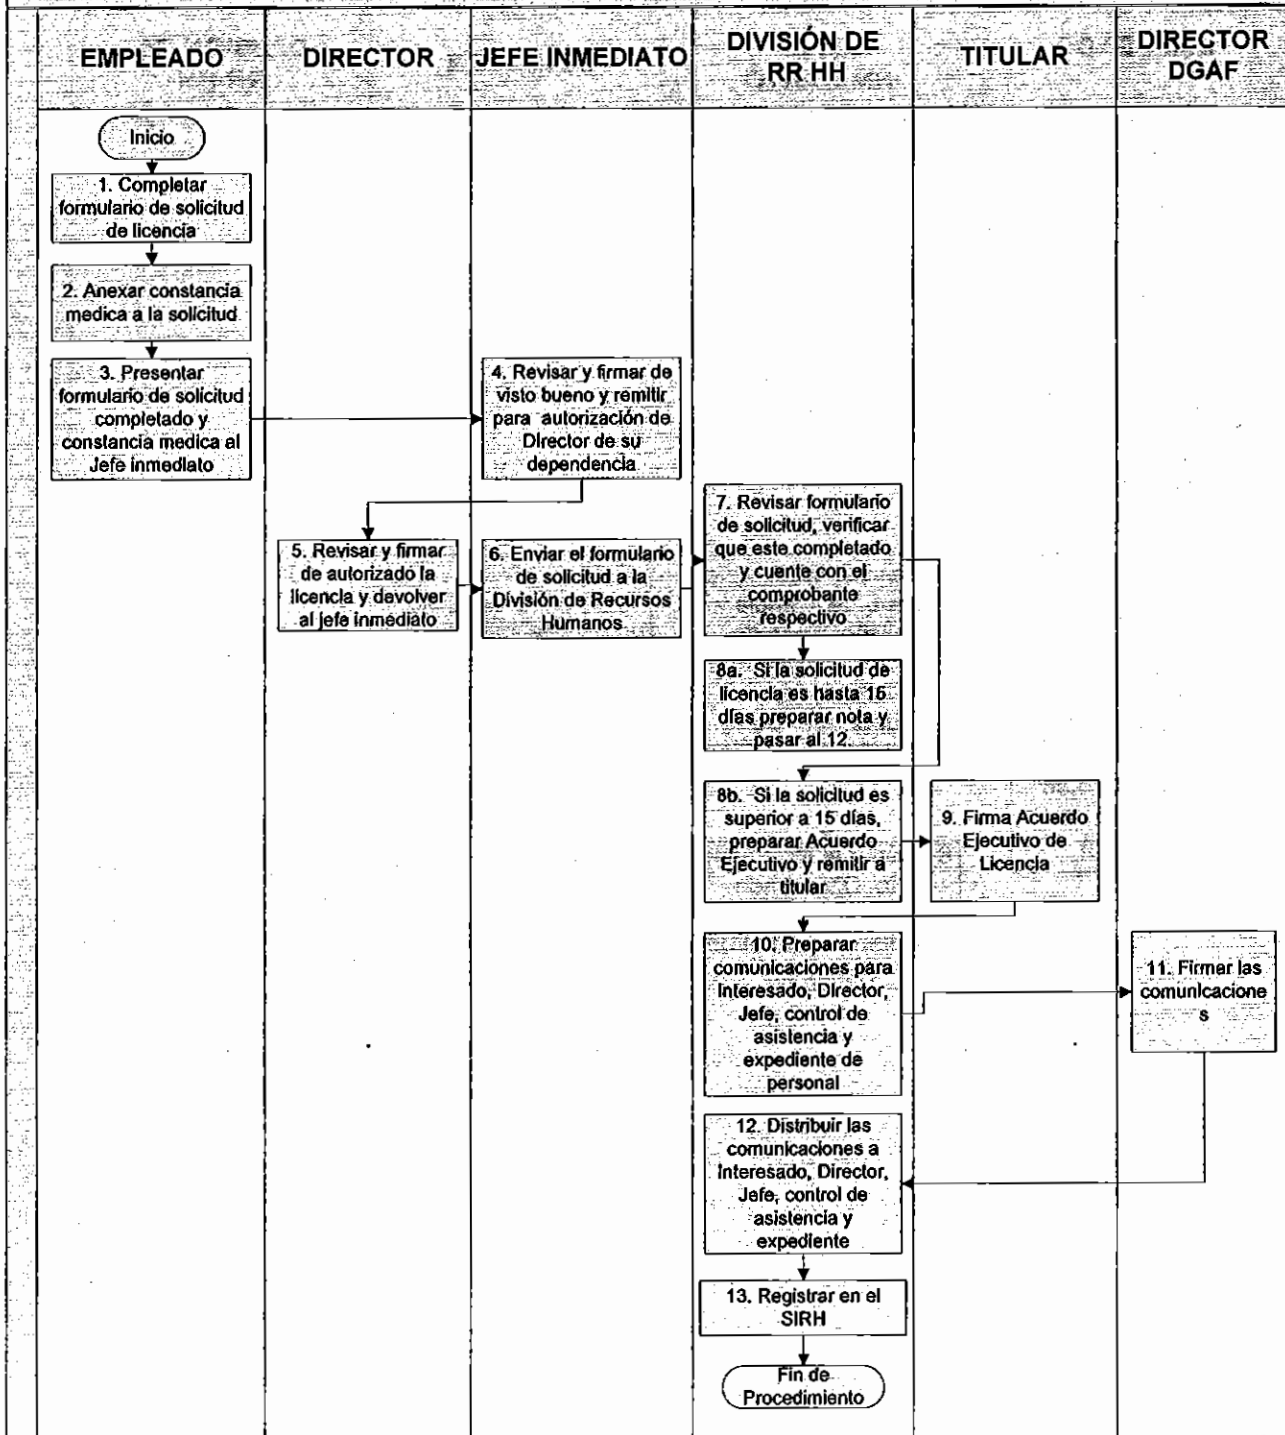 EMPLEADO
DIRECTOR
JEFE INMEDIATO
DIVISIÓN DE
RR HH
TITULAR
DIRECTOR
DGAF
Inicio
1. Completar
formulario de solicitud
de licencia
2. Anexar constancia
medica a la solicitud
3. Presentar
formulario de solicitud
completado y
constancia medica al
Jefe inmediato
4. Revisar y firmar de
visto bueno y remitir
para autorización de
Director de su
dependencia
5. Revisar y firmar
de autorizado la
licencia y devolver
al jefe inmediato
6. Enviar el formulario
de solicitud a la
División de Recursos
Humanos
7. Revisar formulario
de solicitud, verificar
que este completado
y cuente con el
comprobante
respectivo
8a. Si la solicitud de
licencia es hasta 15
días preparar nota y
pasar al 12.
8b. Si la solicitud es
superior a 15 días,
preparar Acuerdo
Ejecutivo y remitir a
titular
9. Firma Acuerdo
Ejecutivo de
Licencia
10. Preparar
comunicaciones para
Interesado, Director,
Jefe, control de
asistencia y
expediente de
personal
11. Firmar las
comunicacione
s
12. Distribuir las
comunicaciones a
Interesado, Director,
Jefe, control de
asistencia y
expediente
13. Registrar en el
SIRH
Fin de
Procedimiento